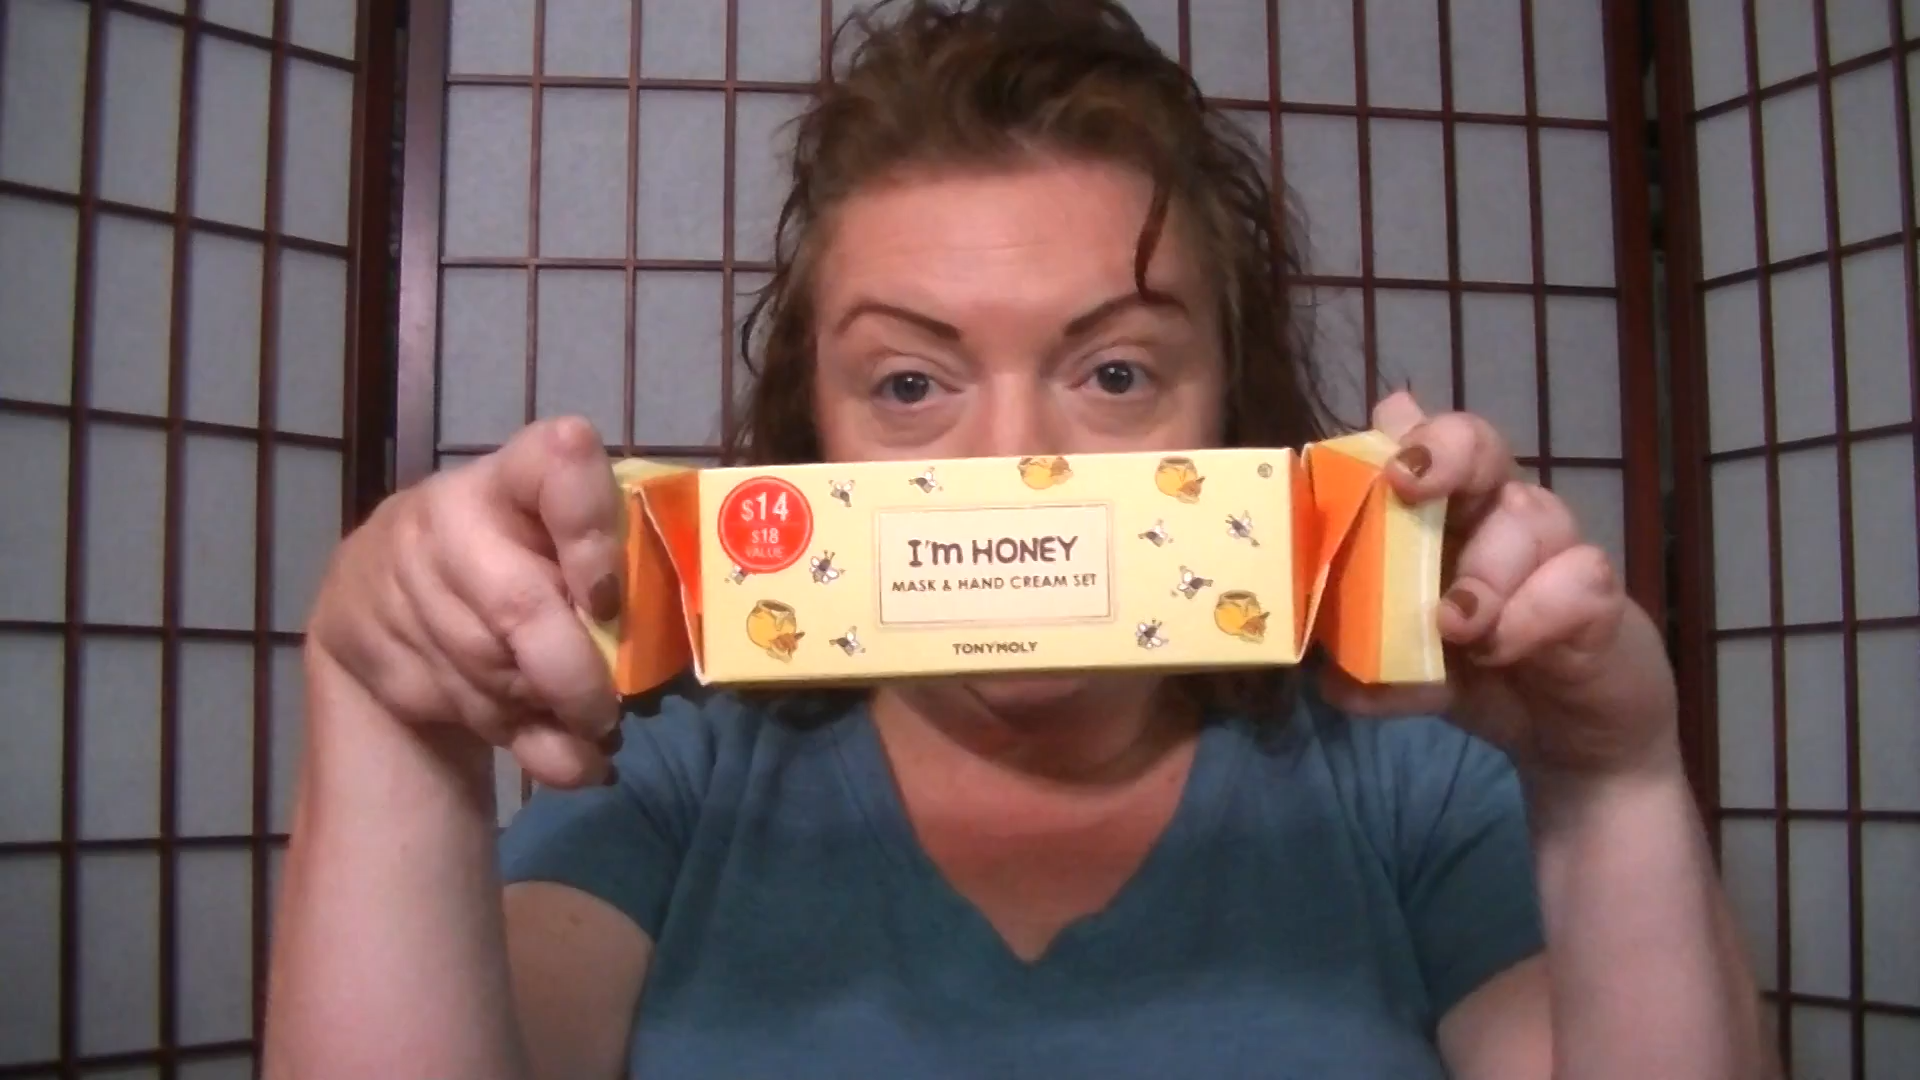 $14
$18
VALUE
I'm HONEY
MASK & HAND CREAM SET
TONYMOLY